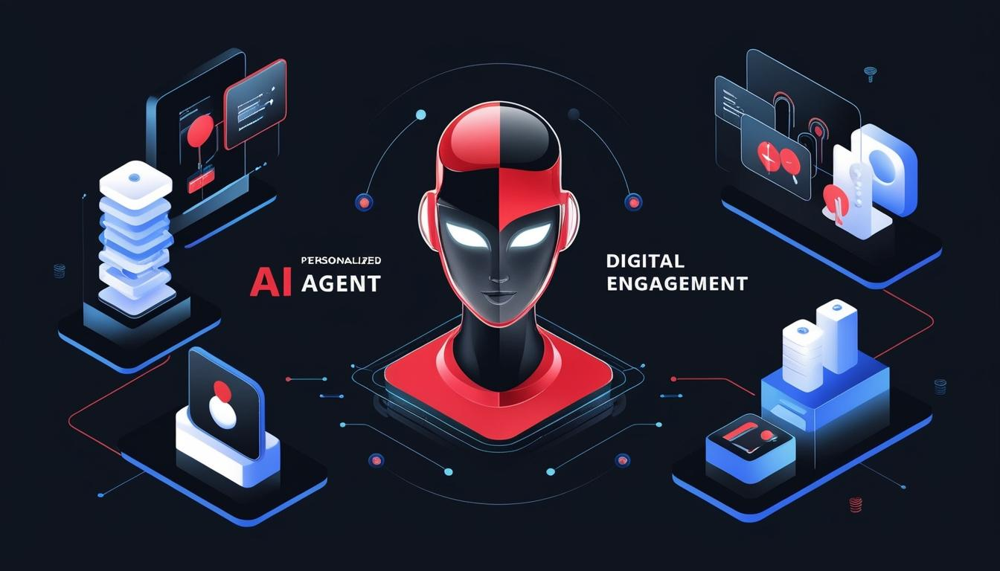 PERSONALIZED
AI AGENT
DIGITAL
ENGAGEMENT